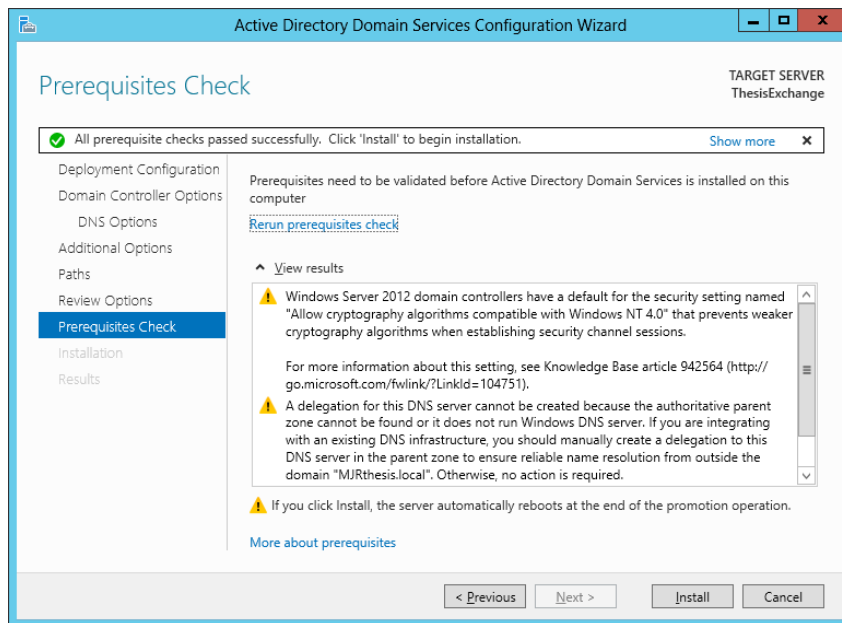 Active Directory Domain Services Configuration Wizard
Prerequisites Check
TARGET SERVER
ThesisExchange
All prerequisite checks passed successfully. Click 'Install' to begin installation.
Show more
Deployment Configuration
Domain Controller Options
DNS Options
Additional Options
Paths
Review Options
Prerequisites Check
Installation
Results
Prerequisites need to be validated before Active Directory Domain Services is installed on this
computer
Rerun prerequisites check
View results
Windows Server 2012 domain controllers have a default for the security setting named
"Allow cryptography algorithms compatible with Windows NT 4.0" that prevents weaker
cryptography algorithms when establishing security channel sessions.
For more information about this setting, see Knowledge Base article 942564 (http://
go.microsoft.com/fwlink/?LinkId=104751).
A delegation for this DNS server cannot be created because the authoritative parent
zone cannot be found or it does not run Windows DNS server. If you are integrating
with an existing DNS infrastructure, you should manually create a delegation to this
DNS server in the parent zone to ensure reliable name resolution from outside the
domain "MJRthesis.local". Otherwise, no action is required.
If you click Install, the server automatically reboots at the end of the promotion operation.
More about prerequisites
< Previous
Next >
Install
Cancel